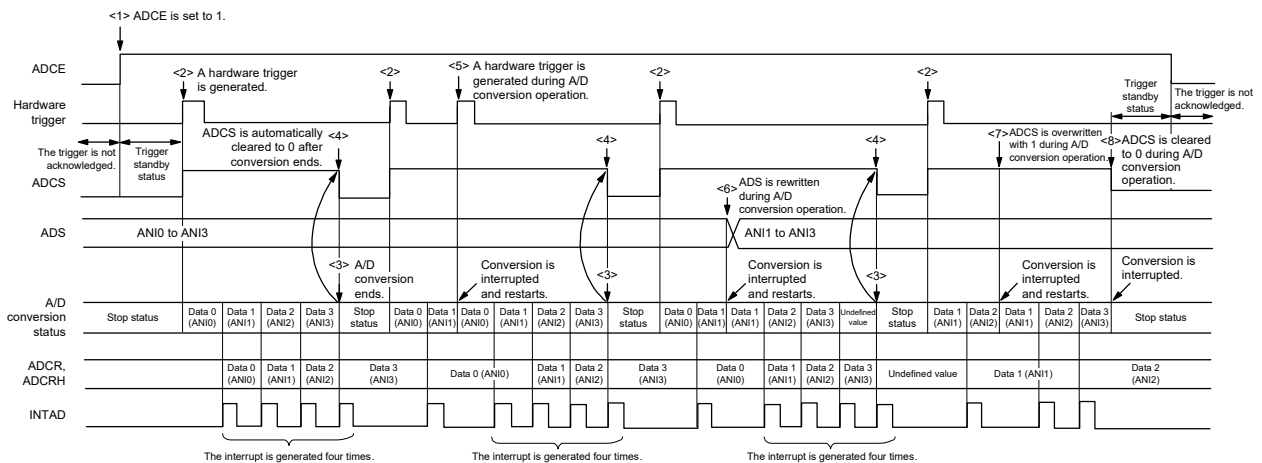 <1> ADCE is set to 1.
ADCE
<2> A hardware trigger
is generated.
<2>
<5> A hardware trigger is
generated during A/D
conversion operation.
<2>
<2>
Trigger
standby
status
The trigger is not
acknowledged.
Hardware
trigger
The trigger is not
acknowledged.
Trigger
standby
status
ADCS is automatically
cleared to 0 after
conversion ends.
<4>
<4>
<4>
<7> ADCS is overwritten
with 1 during A/D
conversion operation.
<8> ADCS is cleared
to 0 during A/D
conversion
operation.
ADCS
<6> ADS is rewritten
during A/D
conversion operation.
ADS
ANI0 to ANI3
ANI1 to ANI3
<3> A/D
conversion
ends.
Conversion is
interrupted
and restarts.
<3>
Conversion is
interrupted
and restarts.
<3>
Conversion is
interrupted
and restarts.
Conversion is
interrupted.
A/D
conversion
status
Stop status
Data 0
(ANI0)
Data 1
(ANI1)
Data 2
(ANI2)
Data 3
(ANI3)
Stop
status
Data 0
(ANI0)
Data 1
(ANI1)
Data 0
(ANI0)
Data 1
(ANI1)
Data 2
(ANI2)
Data 3
(ANI3)
Stop
status
Data 0
(ANI0)
Data 1
(ANI1)
Data 1
(ANI1)
Data 2
(ANI2)
Data 3
(ANI3)
Undefined
value
Stop
status
Data 1
(ANI1)
Data 2
(ANI2)
Data 1
(ANI1)
Data 2
(ANI2)
Data 3
(ANI3)
Stop status
ADCR,
ADCRH
Data 0
(ANI0)
Data 1
(ANI1)
Data 2
(ANI2)
Data 3
(ANI3)
Data 0 (ANI0)
Data 1
(ANI1)
Data 2
(ANI2)
Data 3
(ANI3)
Data 0
(ANI0)
Data 1
(ANI1)
Data 2
(ANI2)
Data 3
(ANI3)
Undefined value
Data 1 (ANI1)
Data 2
(ANI2)
INTAD
The interrupt is generated four times.
The interrupt is generated four times.
The interrupt is generated four times.